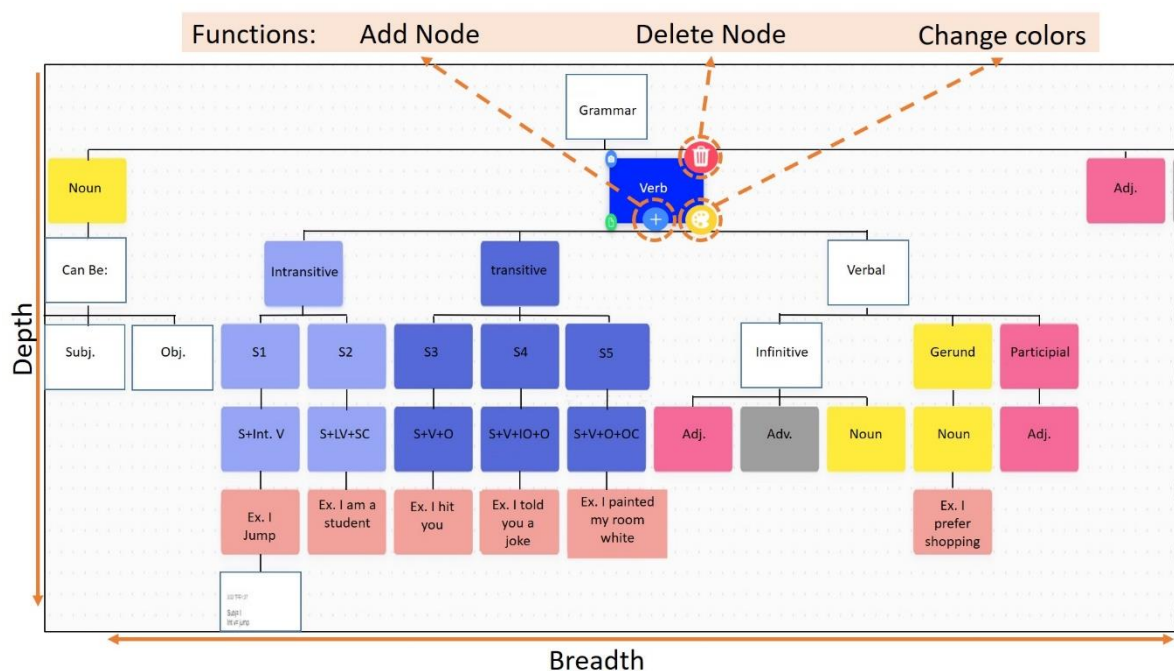 Functions: Add Node Delete Node Change colors
Grammar
Noun
Verb
Adj.
Can Be:
Intransitive
transitive
Verbal
Subj.
Obj.
S1
S2
S3
S4
S5
Infinitive
Gerund
Participial
S+Int. V
S+LV+SC
S+V+O
S+V+IO+O
S+V+O+OC
Adj.
Adv.
Noun
Noun
Adj.
Ex. I
Jump
Ex. I am a
student
Ex. I hit
you
Ex. I told
you a
joke
Ex. I painted
my room
white
Ex. I
prefer
shopping
Depth
Breadth